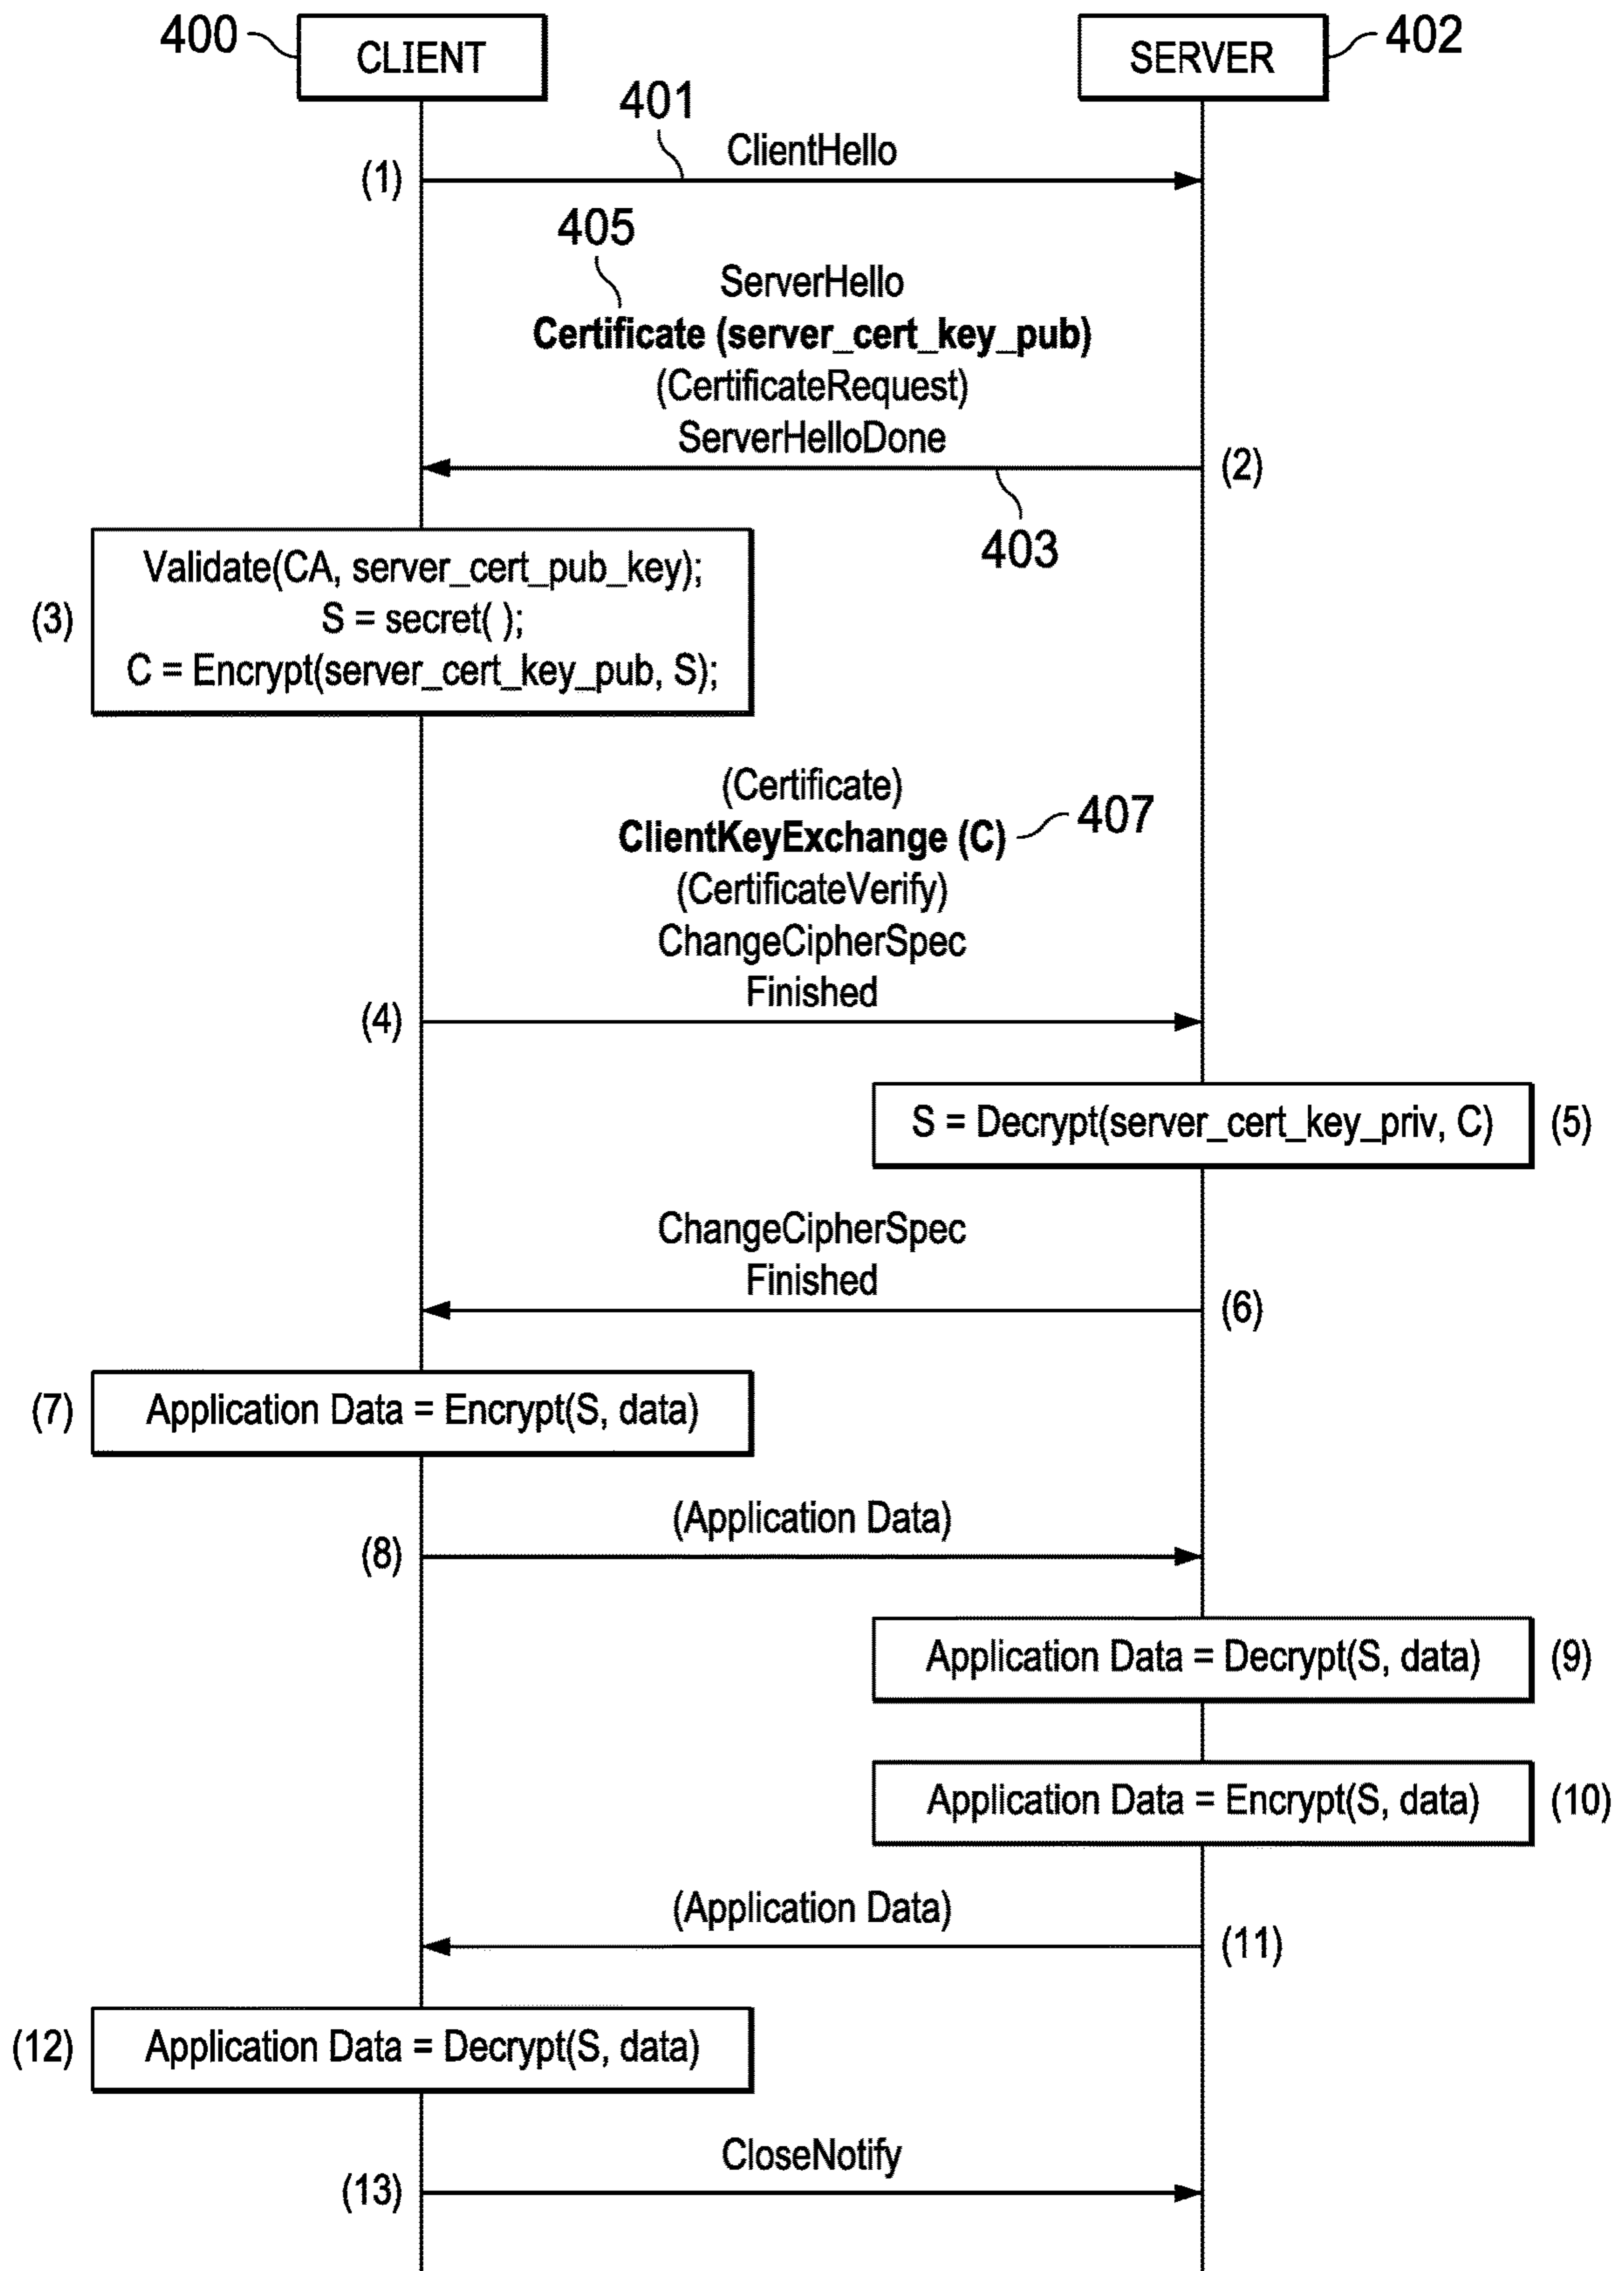 400 CLIENT SERVER 402
401
ClientHello
(1)
405
ServerHello
Certificate (server_cert_key_pub)
(CertificateRequest)
ServerHelloDone
(2)
403
Validate(CA, server_cert_pub_key);
(3) S = secret( );
C = Encrypt(server_cert_key_pub, S);
(Certificate)
ClientKeyExchange (C) 407
(CertificateVerify)
ChangeCipherSpec
Finished
(4)
S = Decrypt(server_cert_key_priv, C) (5)
ChangeCipherSpec
Finished
(6)
(7) Application Data = Encrypt(S, data)
(Application Data)
(8)
Application Data = Decrypt(S, data) (9)
Application Data = Encrypt(S, data) (10)
(Application Data)
(11)
(12) Application Data = Decrypt(S, data)
CloseNotify
(13)